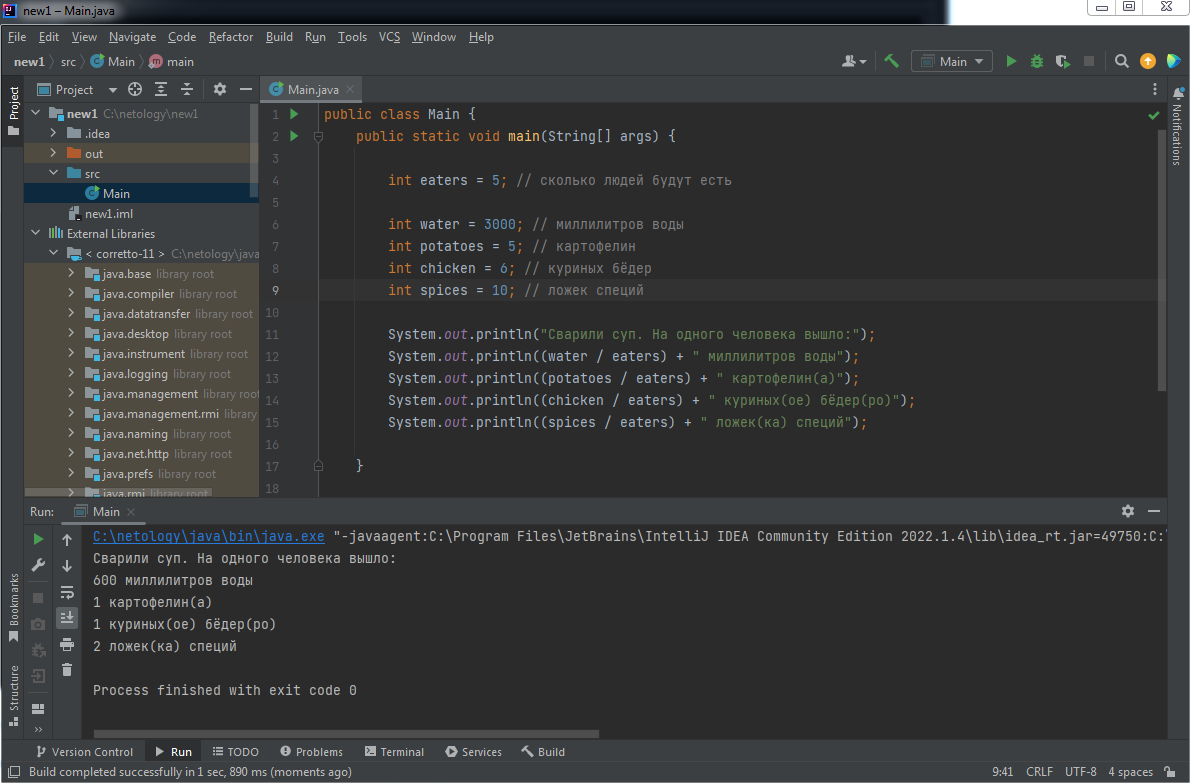 new1 – Main.java
File Edit View Navigate Code Refactor Build Run Tools VCS Window Help
new1 src Main main
Main
Project
Main.java
Project
new1 C:\netology\new1
.idea
out
src
Main
new1.iml
External Libraries
< corretto-11 > C:\netology\java
java.base library root
java.compiler library root
java.datatransfer library root
java.desktop library root
java.instrument library root
java.logging library root
java.management library root
java.management.rmi library
java.naming library root
java.net.http library root
java.prefs library root
java.rmi library root
1 public class Main {
2 public static void main(String[] args) {
3
4 int eaters = 5; // сколько людей будут есть
5
6 int water = 3000; // миллилитров воды
7 int potatoes = 5; // картофелин
8 int chicken = 6; // куриных бёдер
9 int spices = 10; // ложек специй
10
11 System.out.println("Сварили суп. На одного человека вышло:");
12 System.out.println((water / eaters) + " миллилитров воды");
13 System.out.println((potatoes / eaters) + " картофелин(а)");
14 System.out.println((chicken / eaters) + " куриных(ое) бёдер(ро)");
15 System.out.println((spices / eaters) + " ложек(ка) специй");
16
17 }
18
Notifications
Run: Main
C:\netology\java\bin\java.exe "-javaagent:C:\Program Files\JetBrains\IntelliJ IDEA Community Edition 2022.1.4\lib\idea_rt.jar=49750:C:
Сварили суп. На одного человека вышло:
600 миллилитров воды
1 картофелин(а)
1 куриных(ое) бёдер(ро)
2 ложек(ка) специй
Process finished with exit code 0
Bookmarks
Structure
Version Control Run TODO Problems Terminal Services Build
Build completed successfully in 1 sec, 890 ms (moments ago)
9:41 CRLF UTF-8 4 spaces